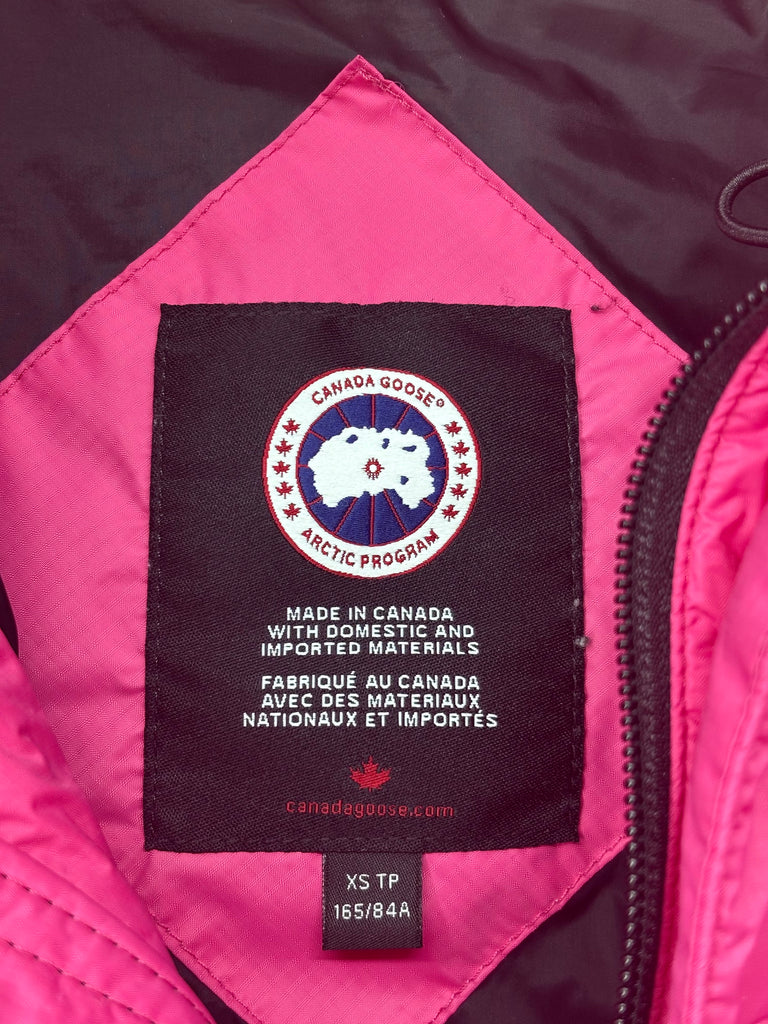 CANADA GOOSE®
ARCTIC PROGRAM
MADE IN CANADA
WITH DOMESTIC AND
IMPORTED MATERIALS
FABRIQUÉ AU CANADA
AVEC DES MATERIAUX
NATIONAUX ET IMPORTÉS
canadagoose.com
XS TP
165/84A